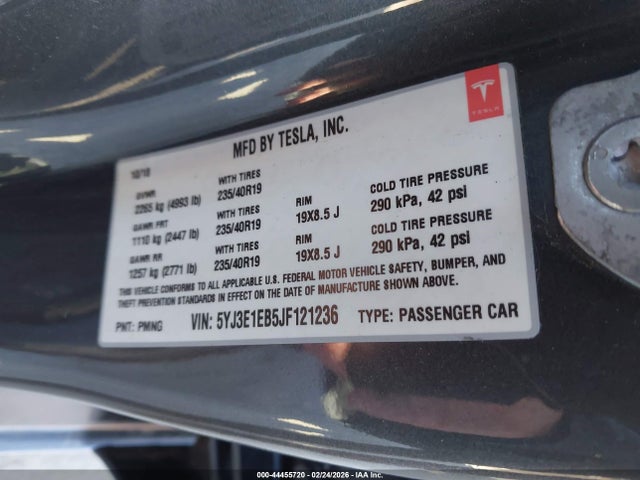 MFD BY TESLA, INC.
TESLA
10/18
GVWR WITH TIRES RIM COLD TIRE PRESSURE
2265 kg (4993 lb) 235/40R19 19X8.5 J 290 kPa, 42 psi
GAWR FRT WITH TIRES RIM COLD TIRE PRESSURE
1110 kg (2447 lb) 235/40R19 19X8.5 J 290 kPa, 42 psi
GAWR RR WITH TIRES
1257 kg (2771 lb) 235/40R19
THIS VEHICLE CONFORMS TO ALL APPLICABLE U.S. FEDERAL MOTOR VEHICLE SAFETY, BUMPER, AND
THEFT PREVENTION STANDARDS IN EFFECT ON THE DATE OF MANUFACTURE SHOWN ABOVE.
PNT: PMNG VIN: 5YJ3E1EB5JF121236 TYPE: PASSENGER CAR
000-44455720 - 02/24/2026 - IAA Inc.